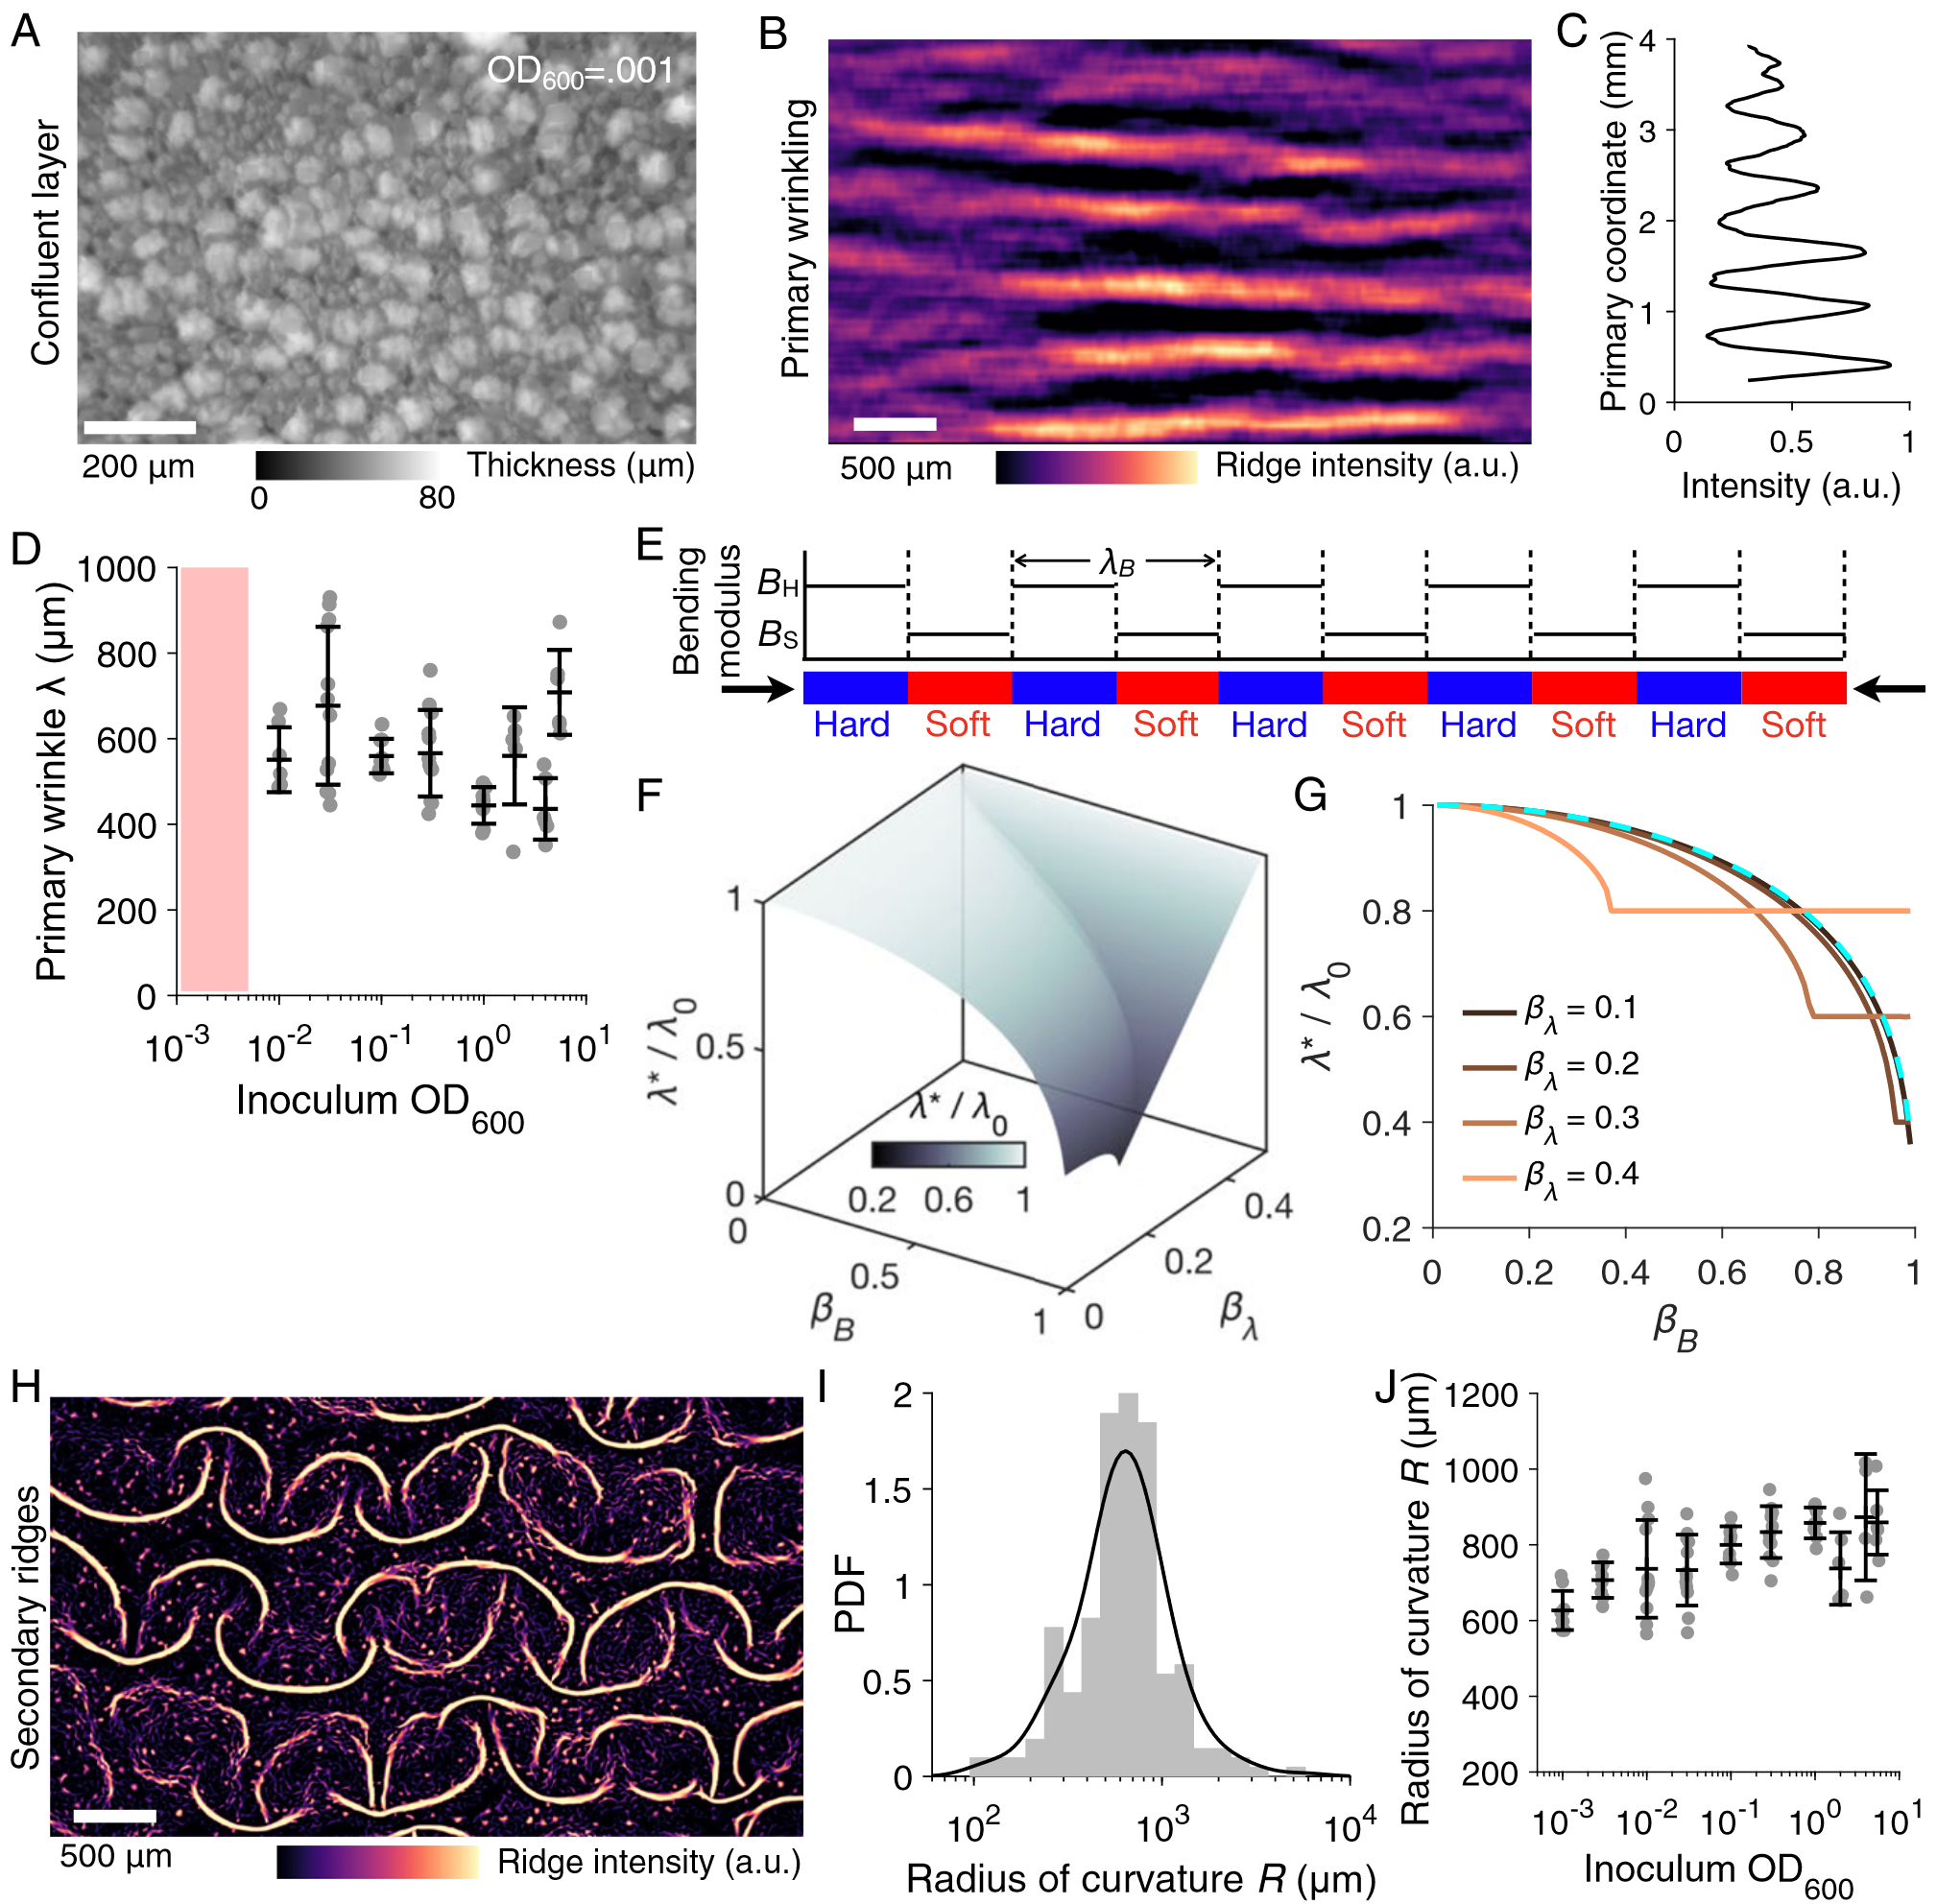 A
Confluent layer
OD600=.001
200 μm
0
80
Thickness (μm)
B
Primary wrinkling
500 μm
Ridge intensity (a.u.)
C
Primary coordinate (mm)
4
3
2
1
0
0
0.5
1
Intensity (a.u.)
D
Primary wrinkle λ (μm)
1000
800
600
400
200
0
10-3
10-2
10-1
100
101
Inoculum OD600
E
Bending
modulus
BH
BS
λB
Hard
Soft
Hard
Soft
Hard
Soft
Hard
Soft
Hard
Soft
F
λ* / λ0
1
0.5
0
0
0.5
1
βB
0
0.2
0.4
βλ
λ* / λ0
0.2
0.6
1
G
λ* / λ0
1
0.8
0.6
0.4
0.2
βλ = 0.1
βλ = 0.2
βλ = 0.3
βλ = 0.4
0
0.2
0.4
0.6
0.8
1
βB
H
Secondary ridges
500 μm
Ridge intensity (a.u.)
I
PDF
2
1.5
1
0.5
0
102
103
104
Radius of curvature R (μm)
J
Radius of curvature R (μm)
1200
1000
800
600
400
200
10-3
10-2
10-1
100
101
Inoculum OD600